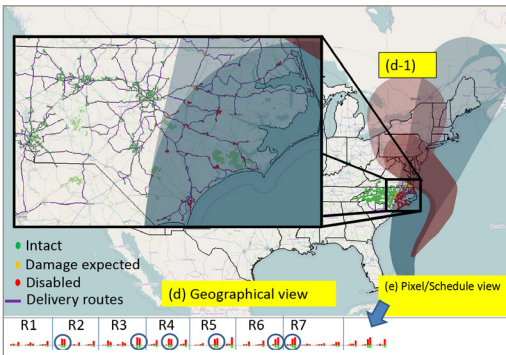 (d-1)
Intact
Damage expected
Disabled
Delivery routes
(d) Geographical view
(e) Pixel/Schedule view
R1 R2 R3 R4 R5 R6 R7